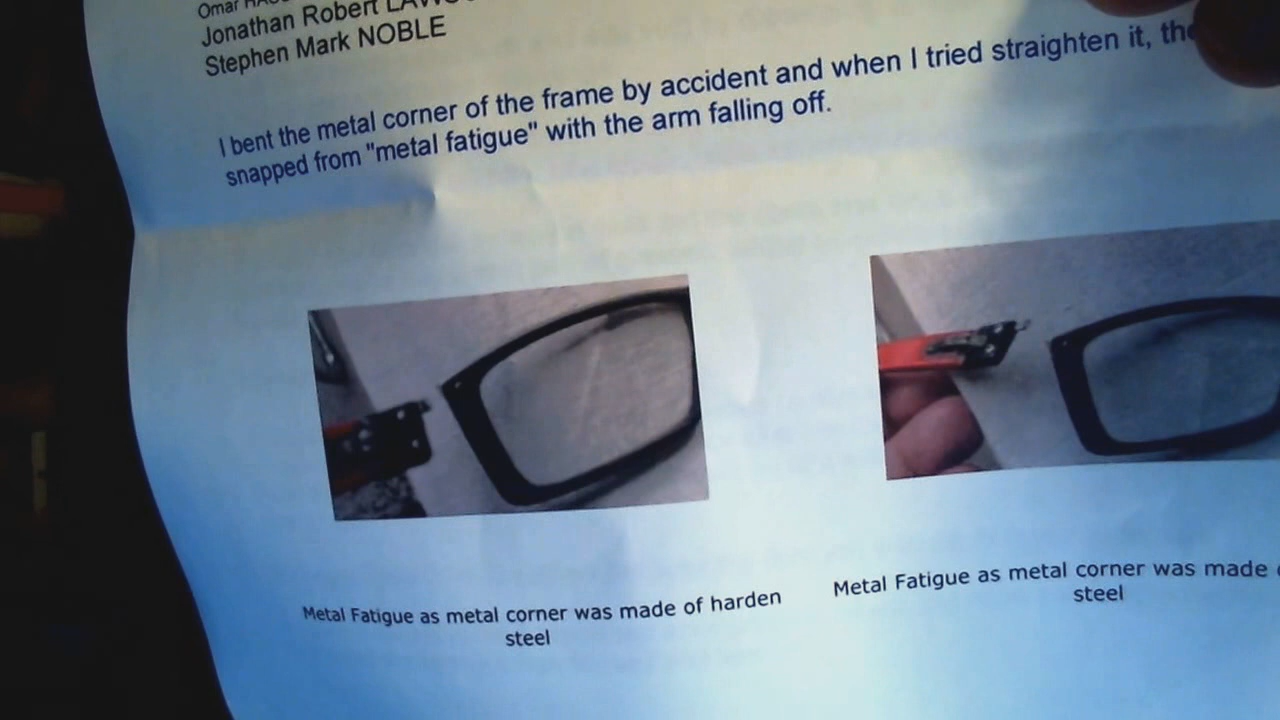 Omar
Jonathan Robert
Stephen Mark NOBLE
I bent the metal corner of the frame by accident and when I tried straighten it,
snapped from "metal fatigue" with the arm falling off.
Metal Fatigue as metal corner was made of harden
steel
Metal Fatigue as metal corner was made
steel